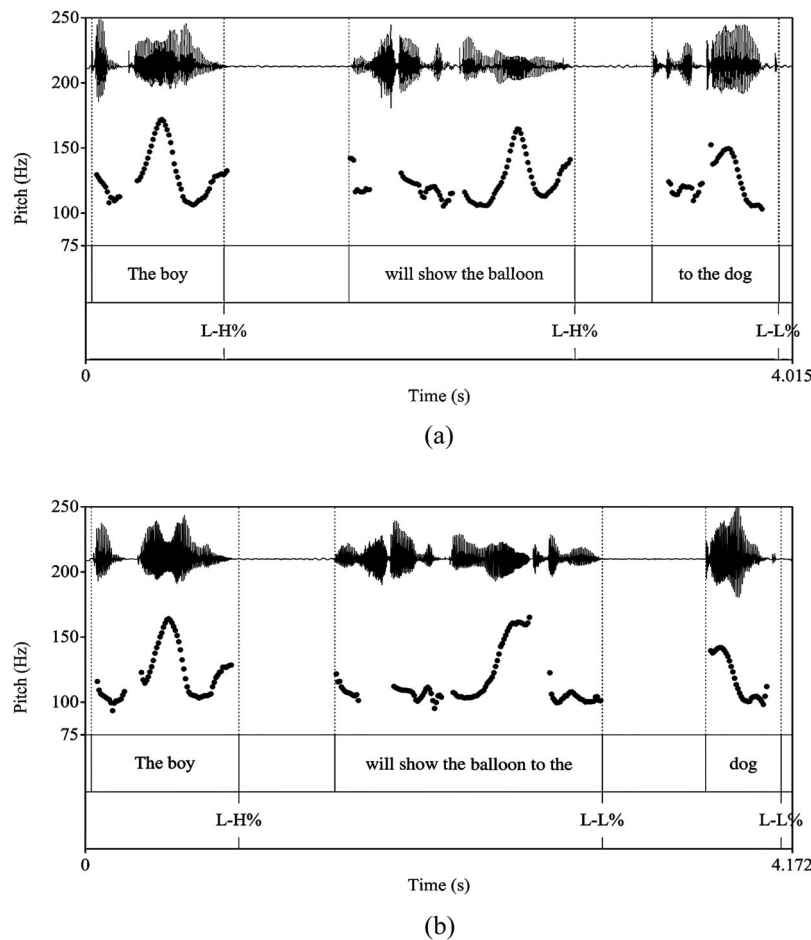 250
200
150
100
75
Pitch (Hz)
The boy
will show the balloon
to the dog
L-H%
L-H%
L-L%
0
4.015
Time (s)
(a)
250
200
150
100
75
Pitch (Hz)
The boy
will show the balloon to the
dog
L-H%
L-L%
L-L%
0
4.172
Time (s)
(b)